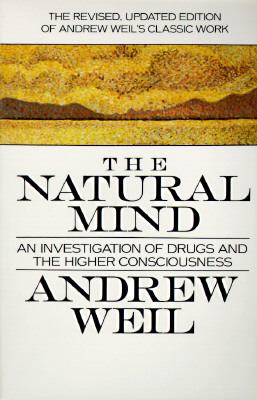 THE REVISED, UPDATED EDITION
OF ANDREW WEIL'S CLASSIC WORK
THE
NATURAL
MIND
AN INVESTIGATION OF DRUGS AND
THE HIGHER CONSCIOUSNESS
ANDREW
WEIL